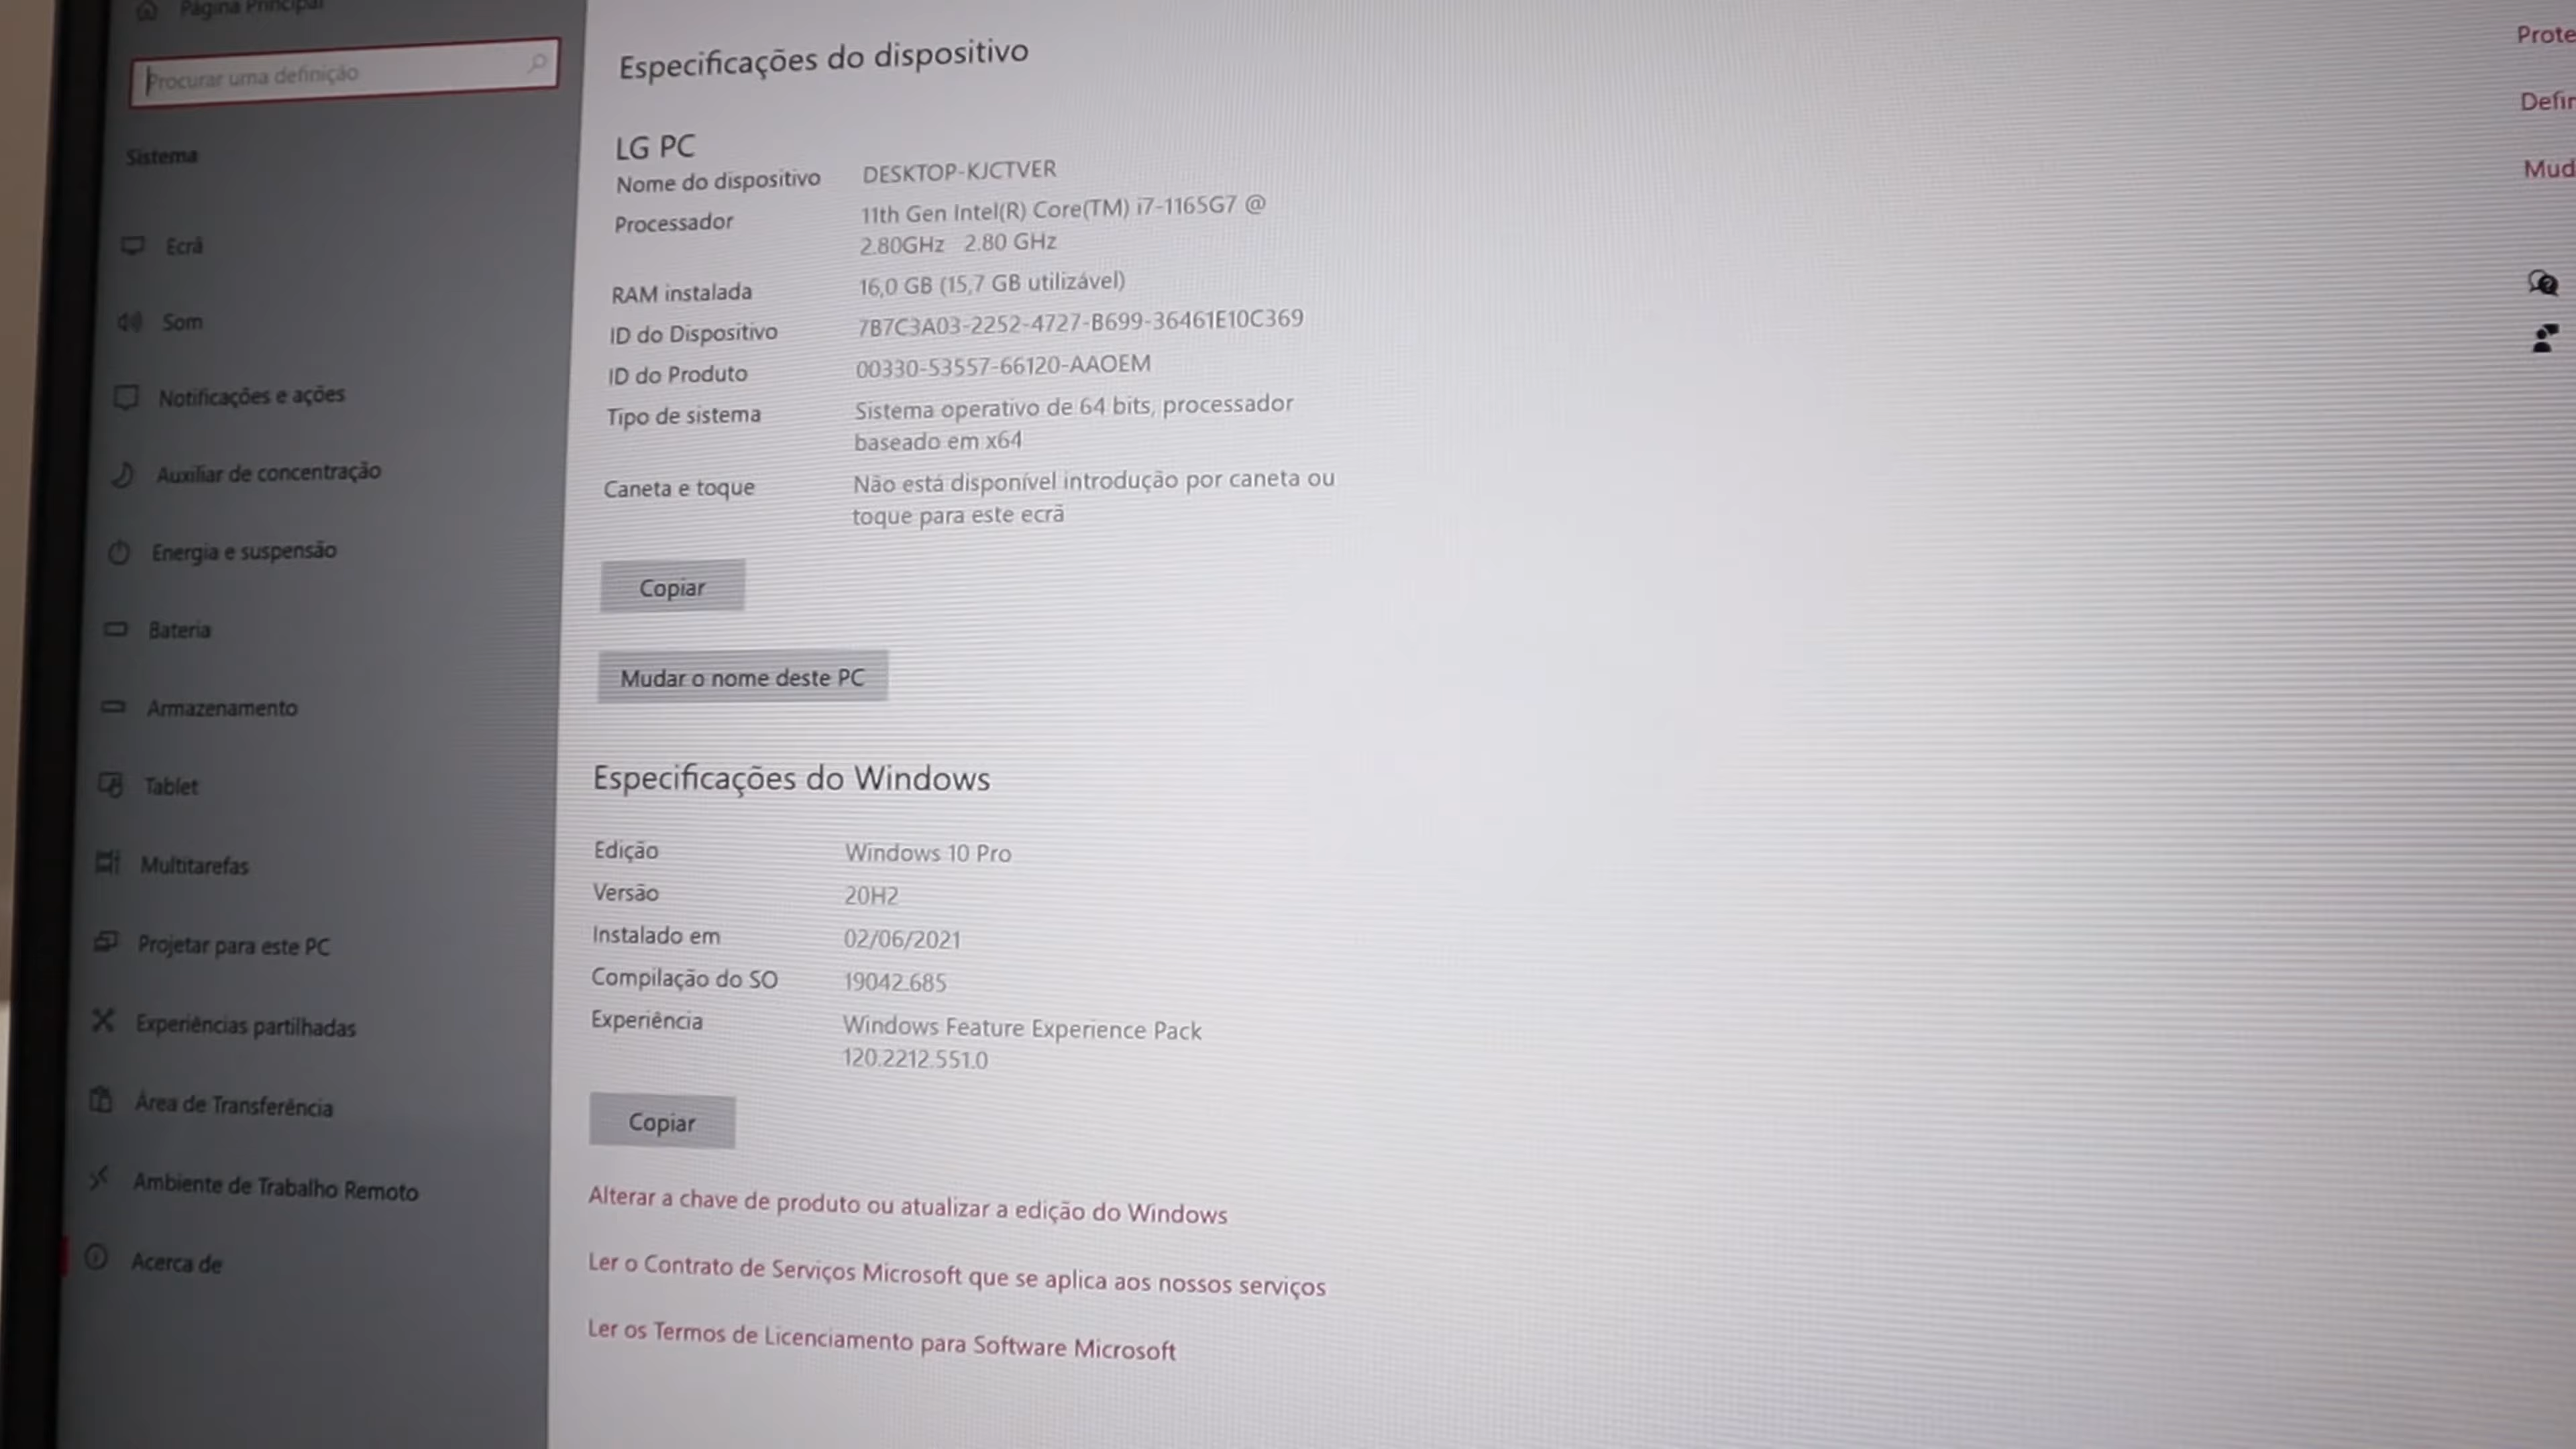 Página Principal
Procurar uma definição
Sistema
Ecrã
Som
Notificações e ações
Auxiliar de concentração
Energia e suspensão
Bateria
Armazenamento
Tablet
Multitarefas
Projetar para este PC
Experiências partilhadas
Área de Transferência
Ambiente de Trabalho Remoto
Acerca de
Especificações do dispositivo
LG PC
Nome do dispositivo DESKTOP-KJCTVER
Processador 11th Gen Intel(R) Core(TM) i7-1165G7 @
2.80GHz 2.80 GHz
RAM instalada 16,0 GB (15,7 GB utilizável)
ID do Dispositivo 7B7C3A03-2252-4727-B699-36461E10C369
ID do Produto 00330-53557-66120-AAOEM
Tipo de sistema Sistema operativo de 64 bits, processador
baseado em x64
Caneta e toque Não está disponível introdução por caneta ou
toque para este ecrã
Copiar
Mudar o nome deste PC
Especificações do Windows
Edição Windows 10 Pro
Versão 20H2
Instalado em 02/06/2021
Compilação do SO 19042.685
Experiência Windows Feature Experience Pack
120.2212.551.0
Copiar
Alterar a chave de produto ou atualizar a edição do Windows
Ler o Contrato de Serviços Microsoft que se aplica aos nossos serviços
Ler os Termos de Licenciamento para Software Microsoft
Prote
Defin
Mud